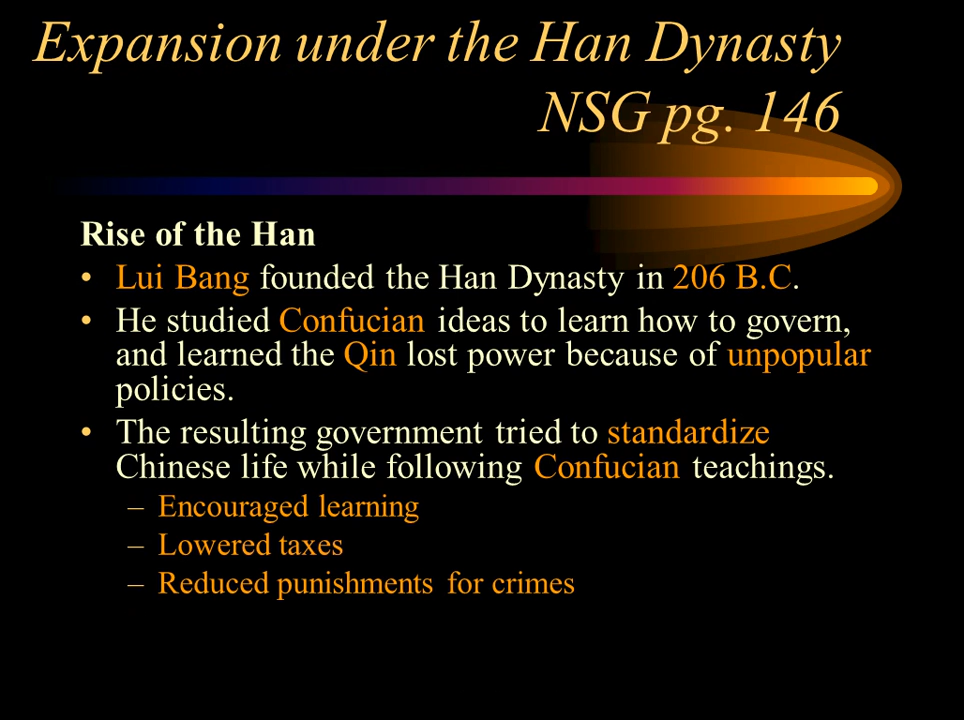 Expansion under the Han Dynasty
NSG pg. 146
Rise of the Han
• Lui Bang founded the Han Dynasty in 206 B.C.
• He studied Confucian ideas to learn how to govern,
and learned the Qin lost power because of unpopular
policies.
• The resulting government tried to standardize
Chinese life while following Confucian teachings.
– Encouraged learning
– Lowered taxes
– Reduced punishments for crimes